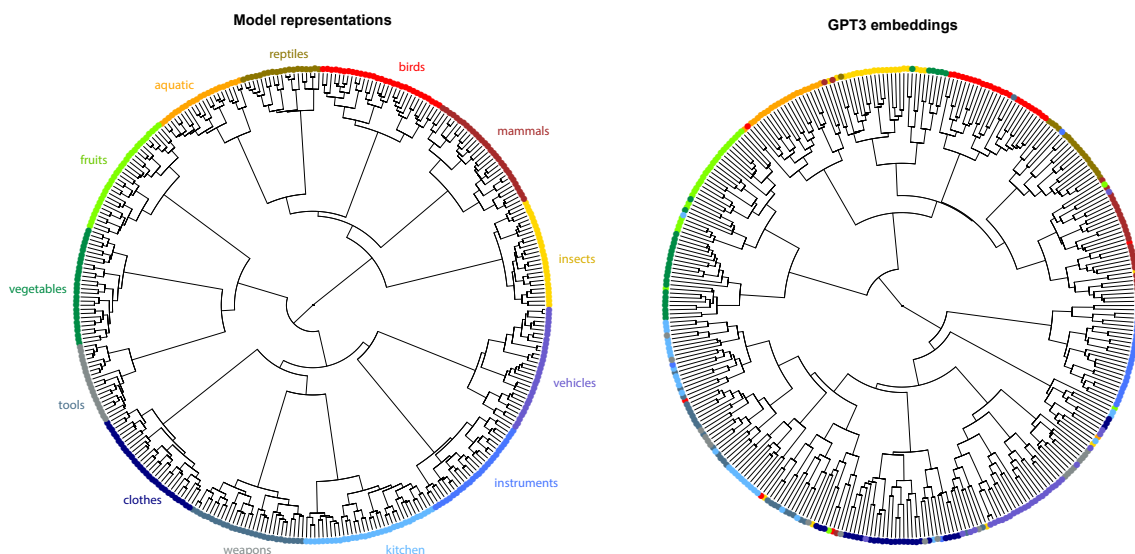 Model representations
GPT3 embeddings
reptiles
birds
aquatic
mammals
fruits
insects
vegetables
vehicles
tools
instruments
clothes
weapons
kitchen